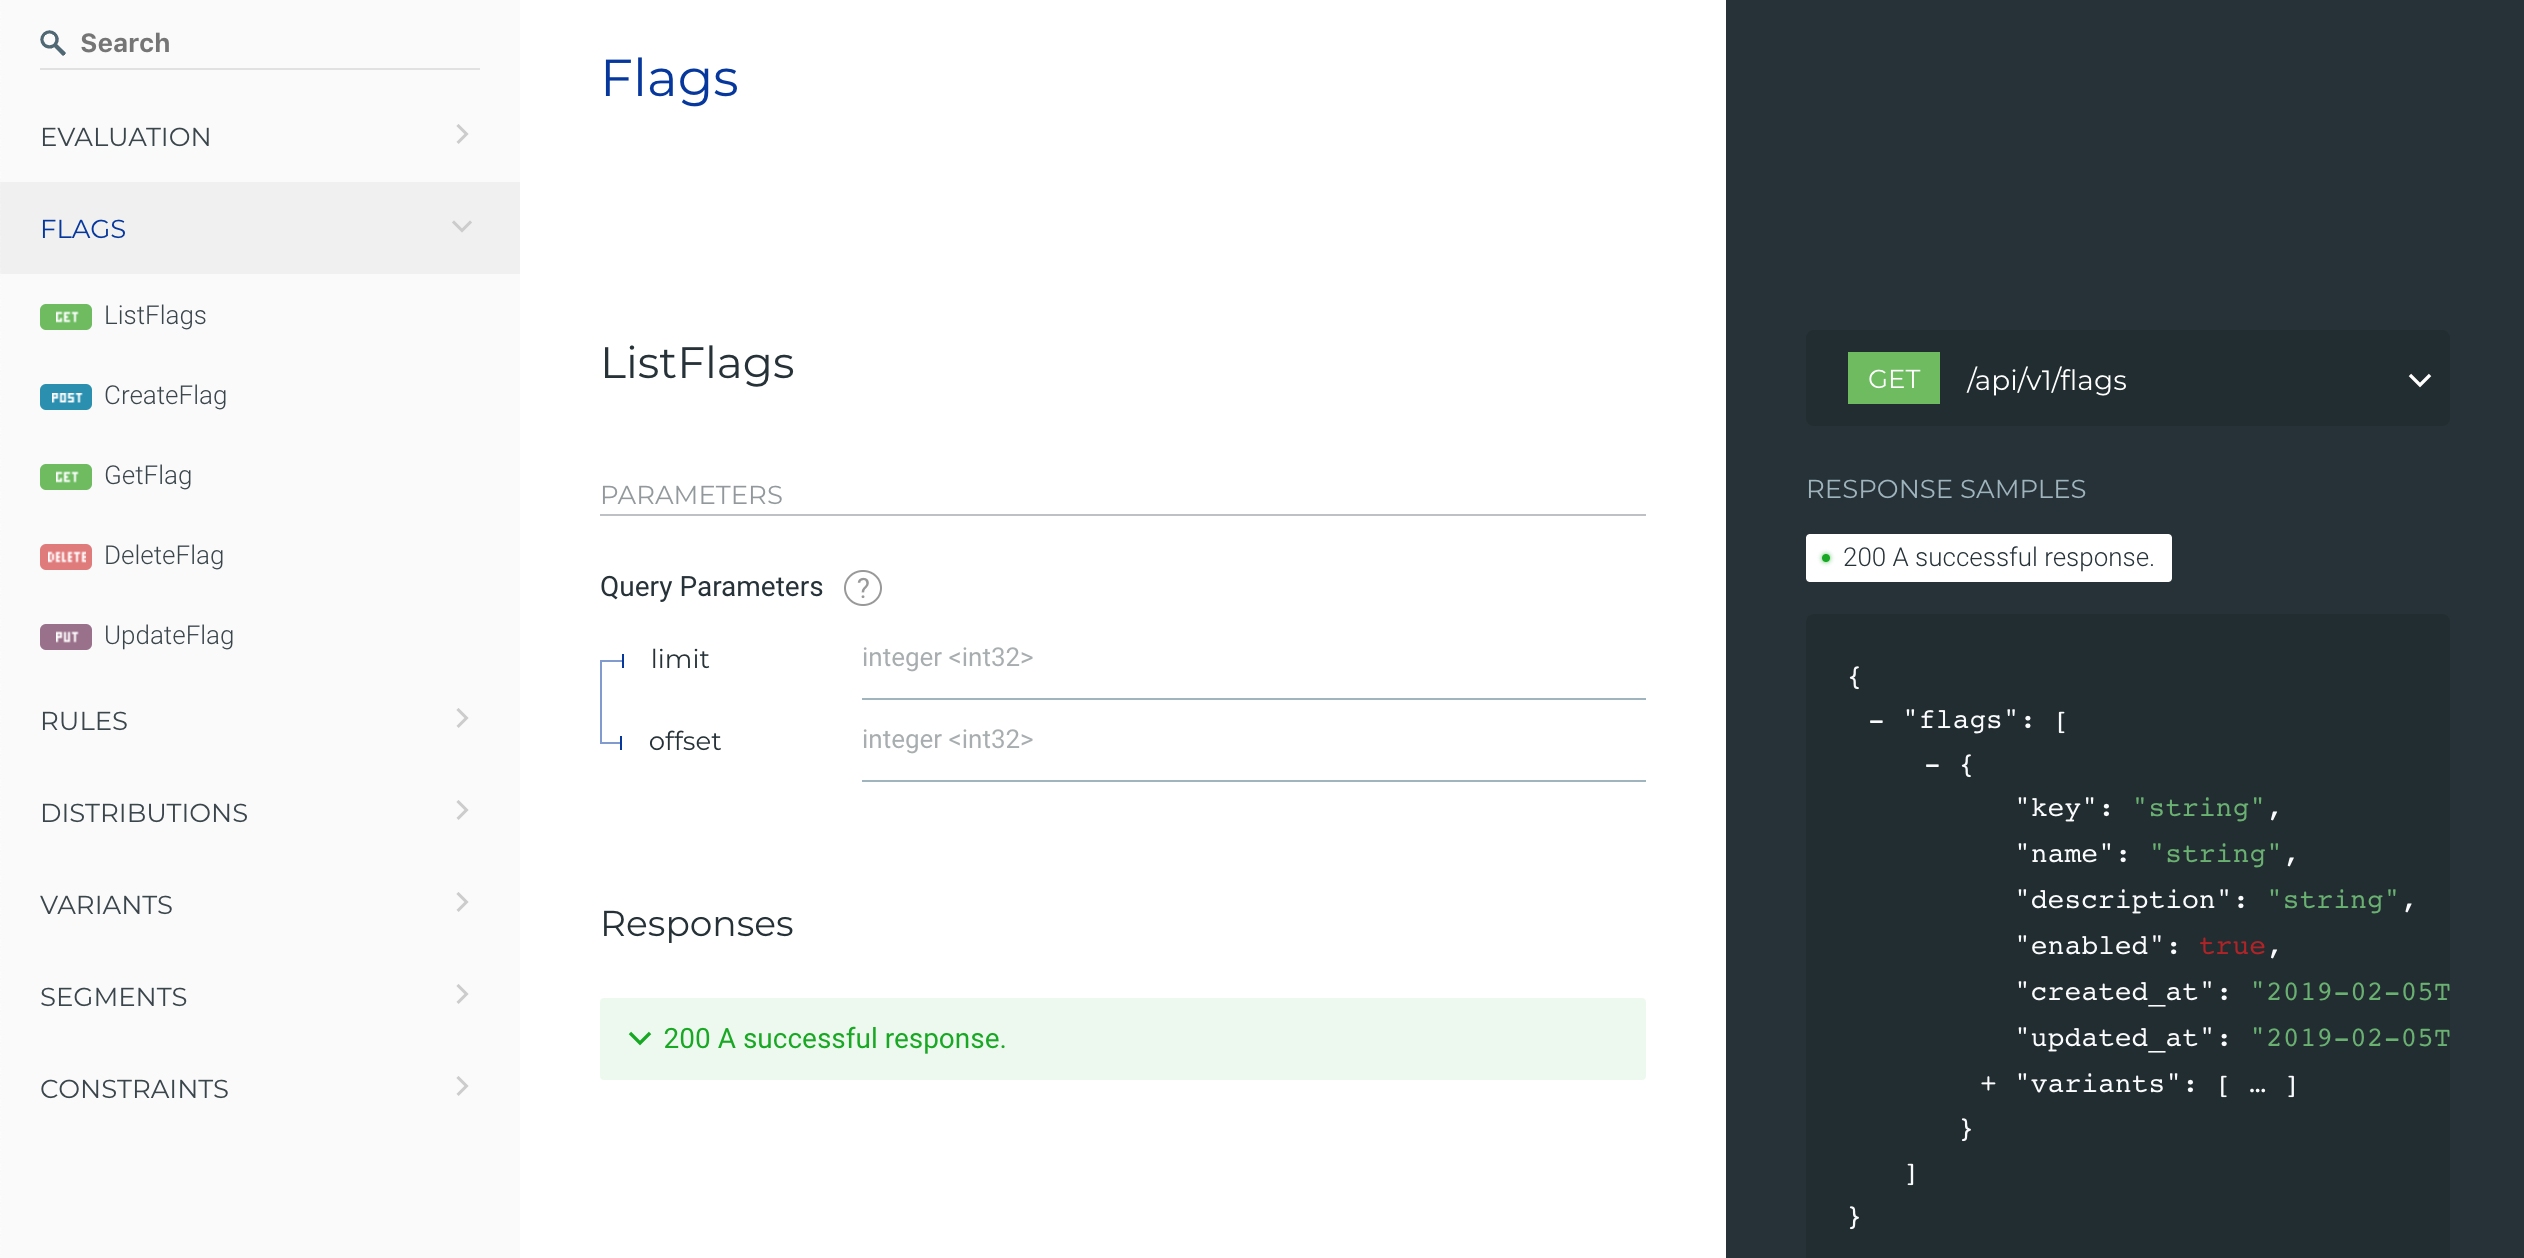 Search
EVALUATION
FLAGS
GET ListFlags
POST CreateFlag
GET GetFlag
DELETE DeleteFlag
PUT UpdateFlag
RULES
DISTRIBUTIONS
VARIANTS
SEGMENTS
CONSTRAINTS
Flags
ListFlags
PARAMETERS
Query Parameters ?
limit integer <int32>
offset integer <int32>
Responses
200 A successful response.
GET /api/v1/flags
RESPONSE SAMPLES
200 A successful response.
{
- "flags": [
- {
"key": "string",
"name": "string",
"description": "string",
"enabled": true,
"created_at": "2019-02-05T
"updated_at": "2019-02-05T
+ "variants": [ … ]
}
]
}